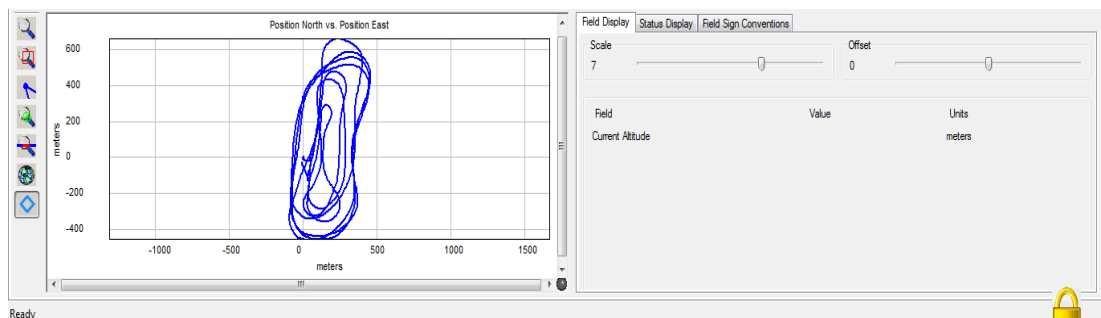 Position North vs. Position East
600
400
200
0
-200
-400
meters
-1000 -500 0 500 1000 1500
meters
Field Display Status Display Field Sign Conventions
Scale Offset
7 0
Field Value Units
Current Altitude meters
Ready